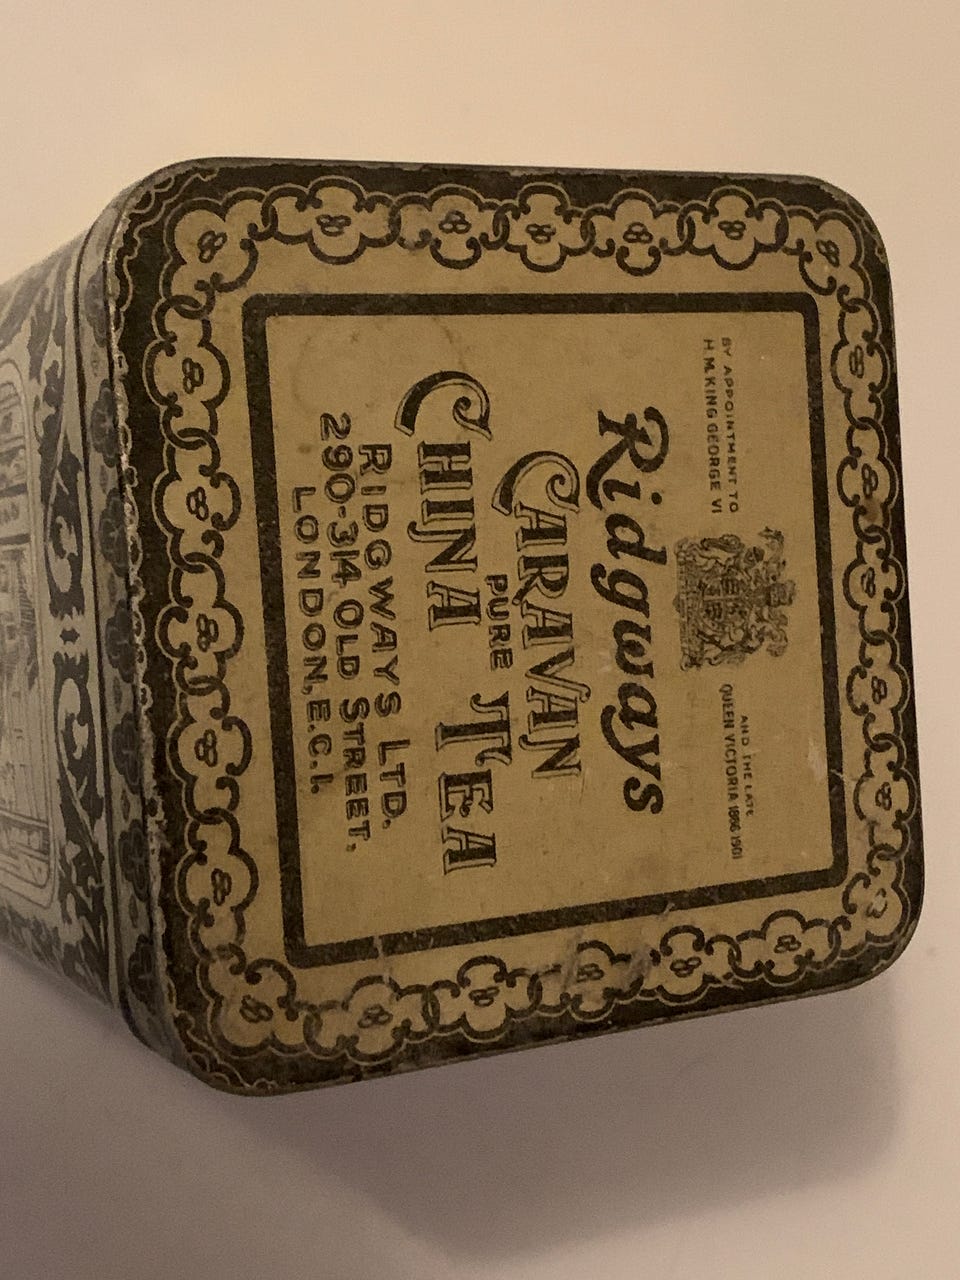 BY APPOINTMENT TO
H.M. KING GEORGE VI
AND THE LATE
QUEEN VICTORIA 1896-1901
Ridgways
CARAVAN
PURE
CHINA TEA
RIDGWAYS LTD.
290-314, OLD STREET.
LONDON, E.C.1.